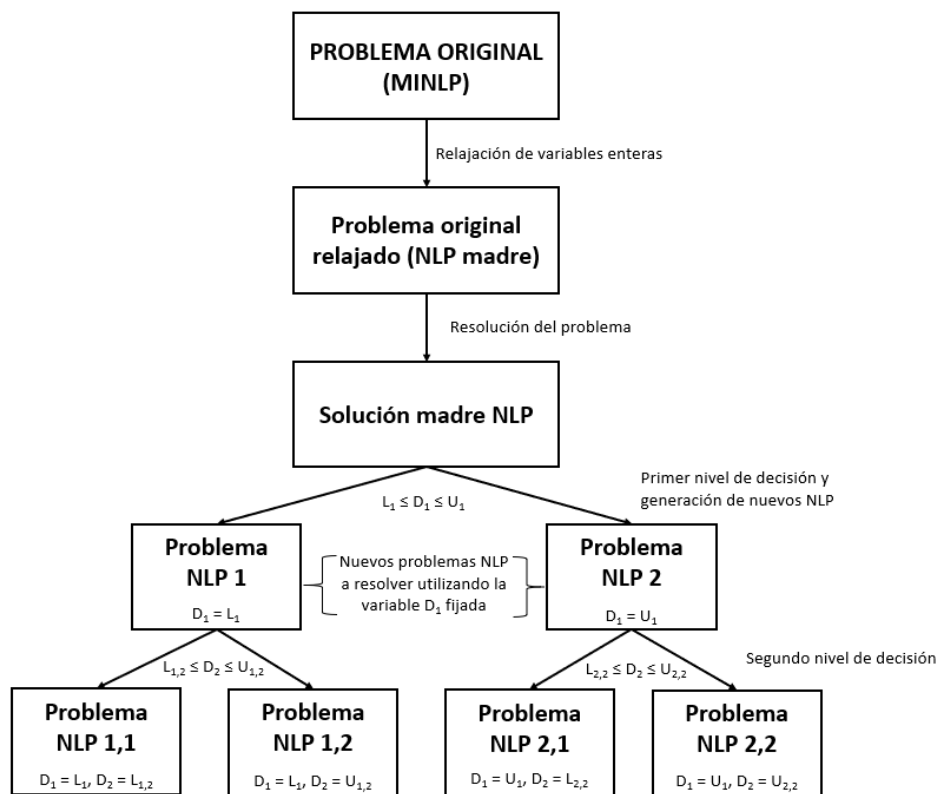 PROBLEMA ORIGINAL
(MINLP)
Relajación de variables enteras
Problema original
relajado (NLP madre)
Resolución del problema
Solución madre NLP
Primer nivel de decisión y
generación de nuevos NLP
L₁ ≤ D₁ ≤ U₁
Problema
NLP 1
D₁ = L₁
Nuevos problemas NLP
a resolver utilizando la
variable D₁ fijada
Problema
NLP 2
D₁ = U₁
L₁,₂ ≤ D₂ ≤ U₁,₂
L₂,₂ ≤ D₂ ≤ U₂,₂
Segundo nivel de decisión
Problema
NLP 1,1
D₁ = L₁, D₂ = L₁,₂
Problema
NLP 1,2
D₁ = L₁, D₂ = U₁,₂
Problema
NLP 2,1
D₁ = U₁, D₂ = L₂,₂
Problema
NLP 2,2
D₁ = U₁, D₂ = U₂,₂